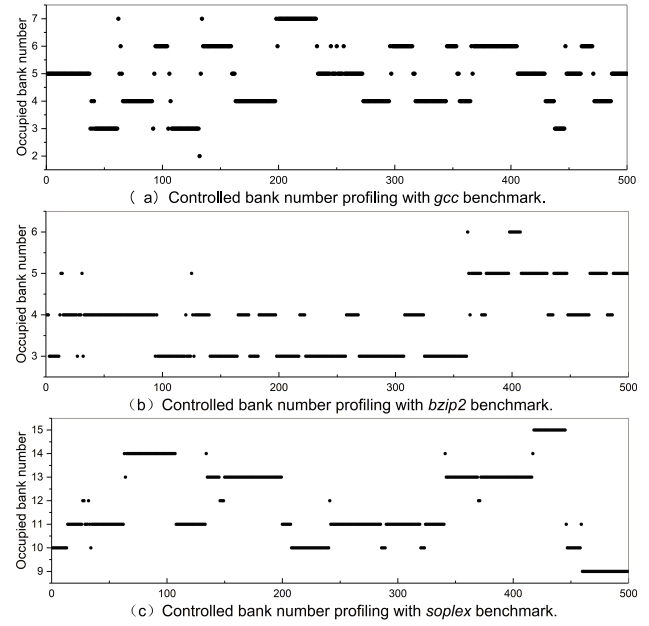 Occupied bank number
7
6
5
4
3
2
0 100 200 300 400 500
( a) Controlled bank number profiling with gcc benchmark.
Occupied bank number
6
5
4
3
0 100 200 300 400 500
(b) Controlled bank number profiling with bzip2 benchmark.
Occupied bank number
15
14
13
12
11
10
9
0 100 200 300 400 500
(c) Controlled bank number profiling with soplex benchmark.